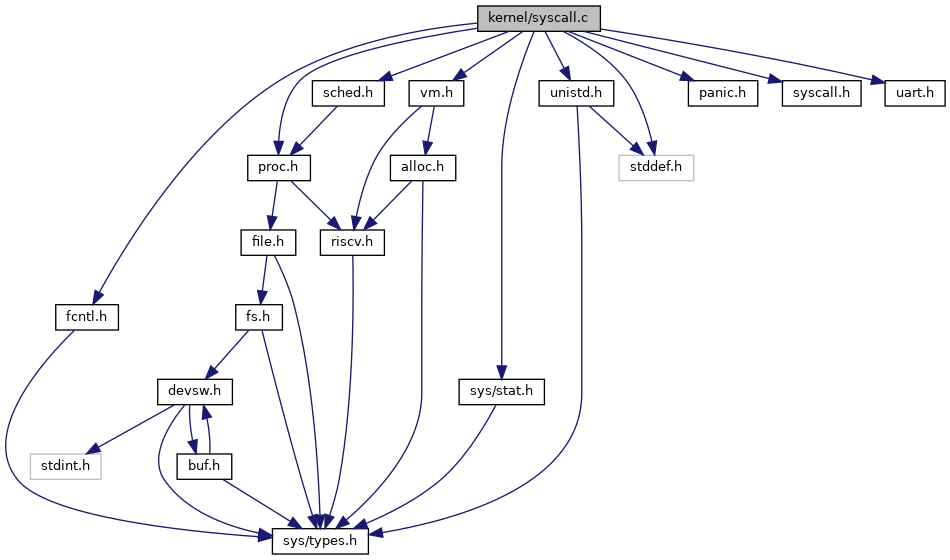 kernel/syscall.c
sched.h
vm.h
unistd.h
panic.h
syscall.h
uart.h
proc.h
alloc.h
stddef.h
file.h
riscv.h
fcntl.h
fs.h
devsw.h
sys/stat.h
stdint.h
buf.h
sys/types.h